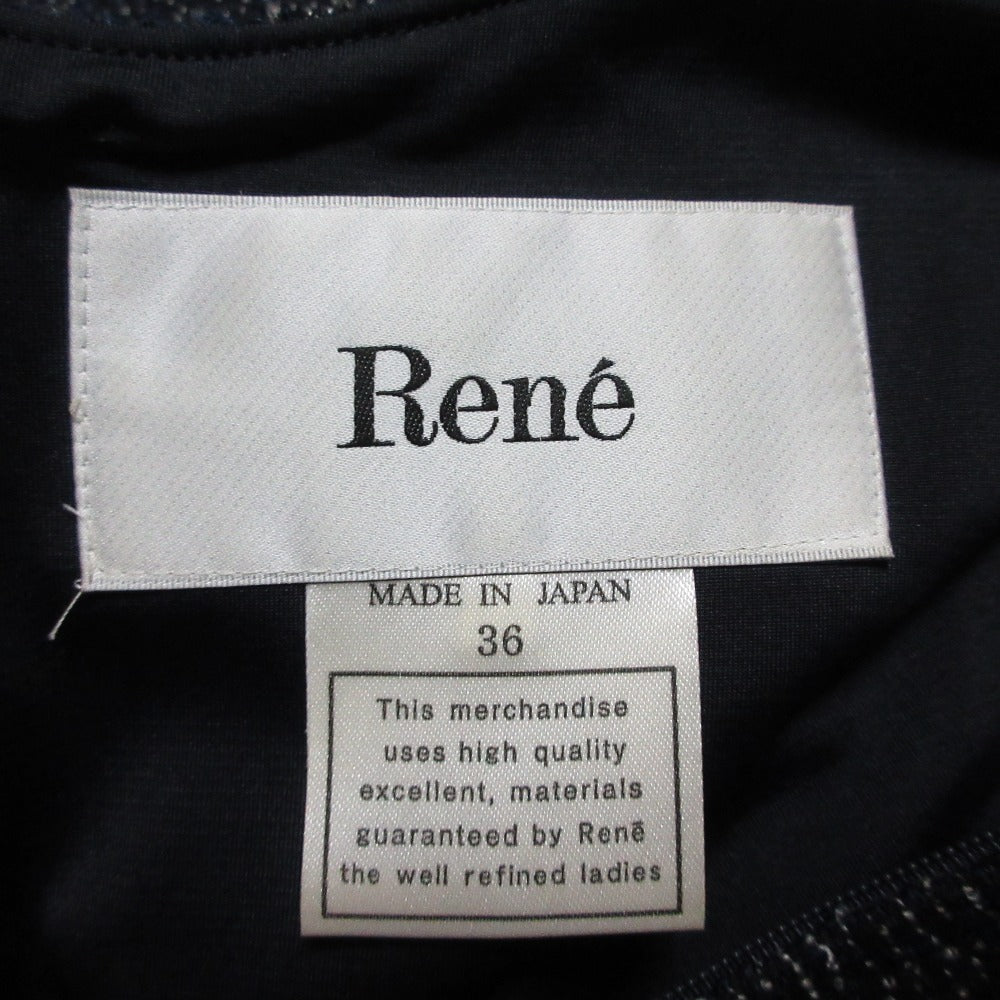 René
MADE IN JAPAN
36
This merchandise
uses high quality
excellent, materials
guaranteed by Renē
the well refined ladies